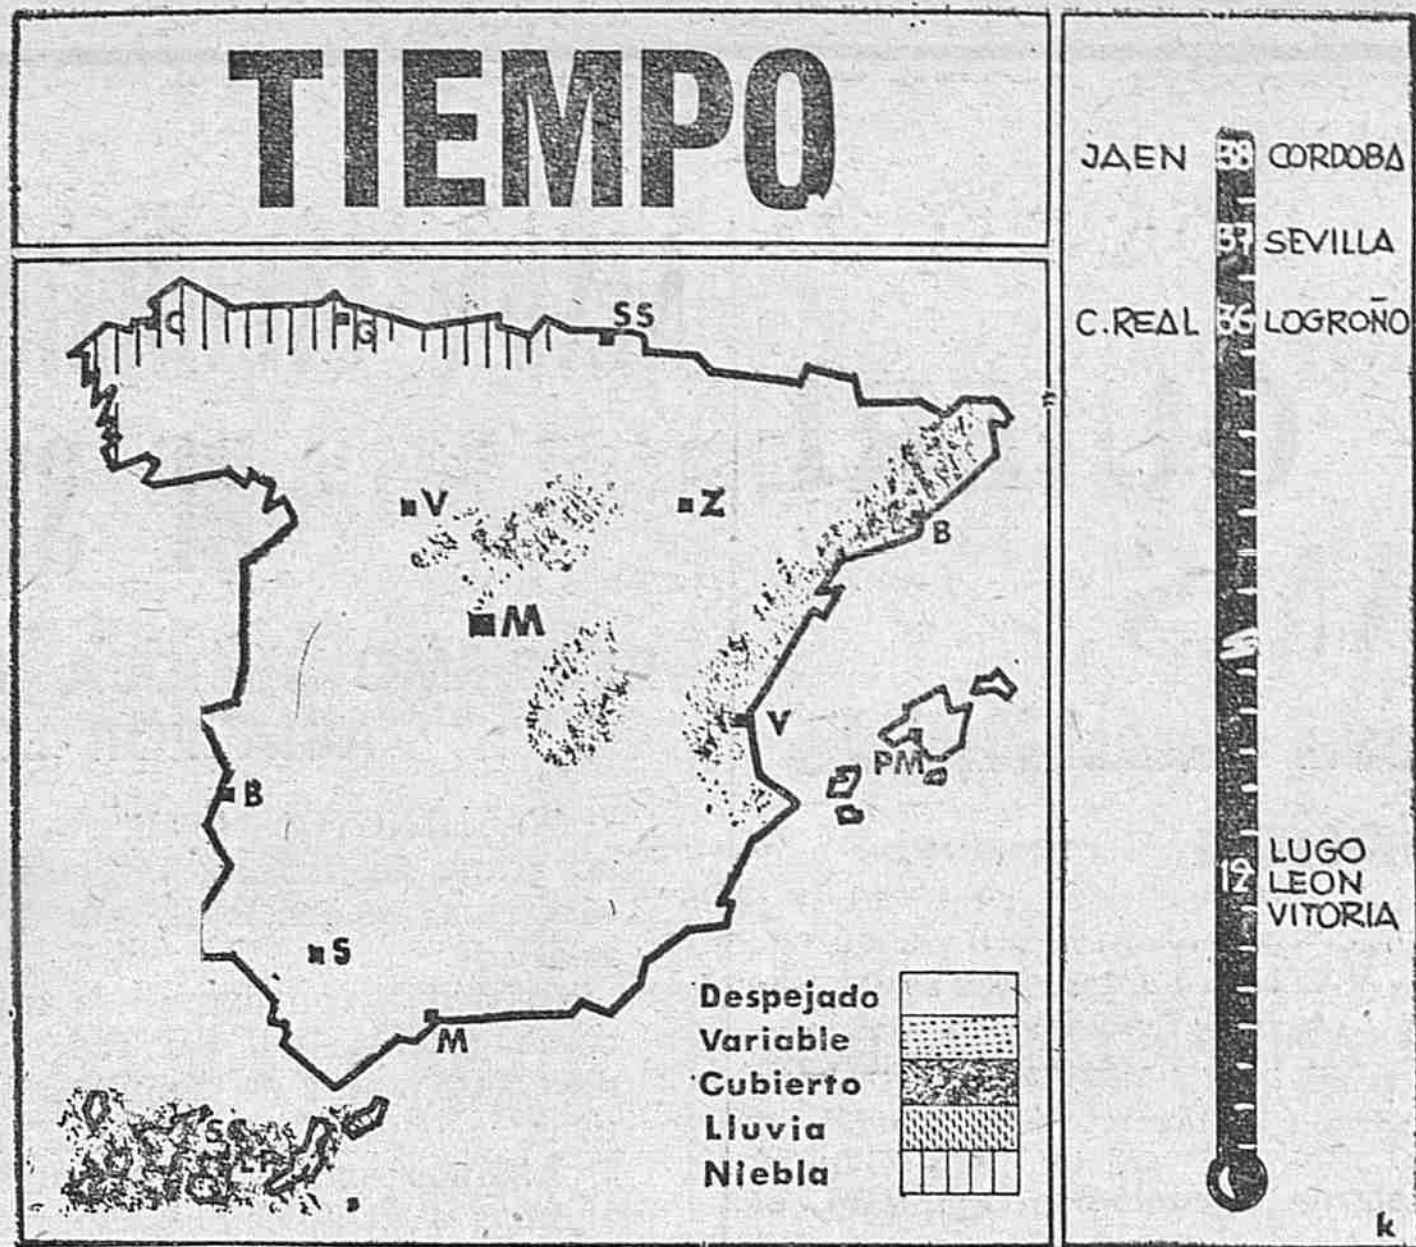 TIEMPO
C
G
SS
V
Z
B
M
V
PM
B
S
M
LP
Despejado
Variable
Cubierto
Lluvia
Niebla
JAEN 38 CORDOBA
37 SEVILLA
C.REAL 36 LOGROÑO
12 LUGO
LEON
VITORIA
k